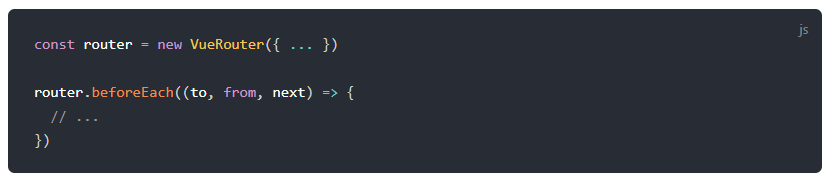 js
const router = new VueRouter({ ... })
router.beforeEach((to, from, next) => {
// ...
})